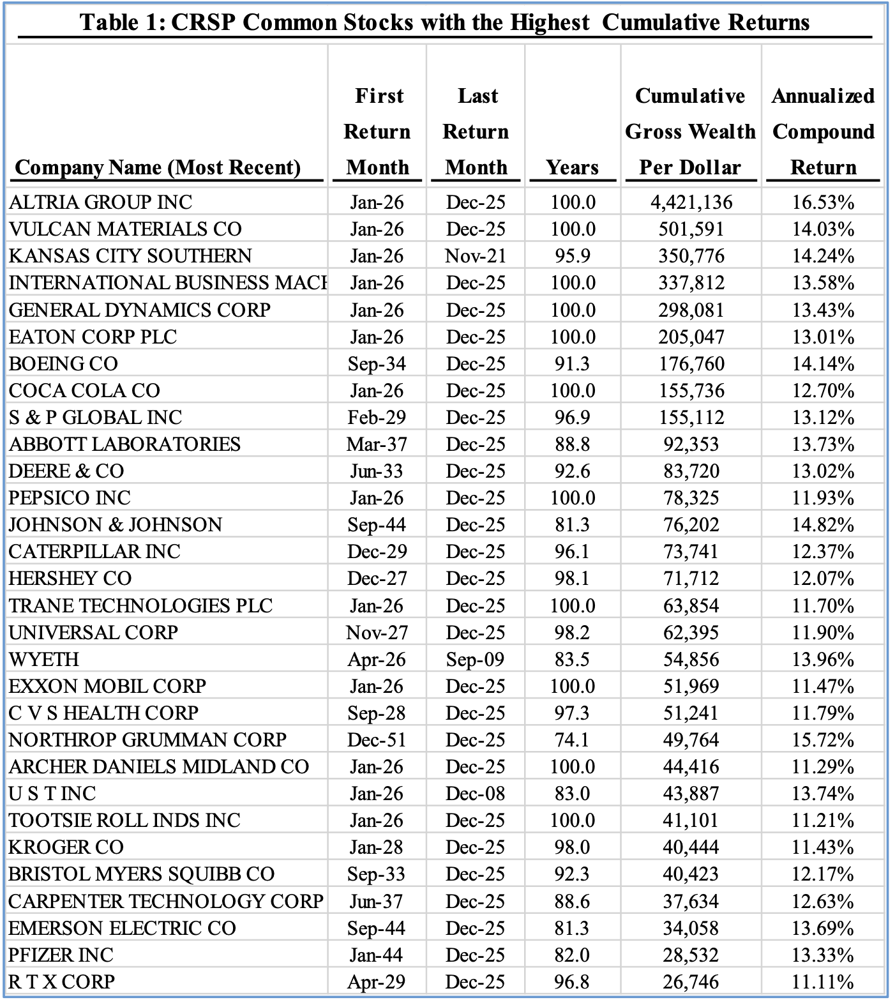 Table 1: CRSP Common Stocks with the Highest Cumulative Returns
Company Name (Most Recent) First Return Month Last Return Month Years Cumulative Gross Wealth Per Dollar Annualized Compound Return
ALTRIA GROUP INC Jan-26 Dec-25 100.0 4,421,136 16.53%
VULCAN MATERIALS CO Jan-26 Dec-25 100.0 501,591 14.03%
KANSAS CITY SOUTHERN Jan-26 Nov-21 95.9 350,776 14.24%
INTERNATIONAL BUSINESS MACH Jan-26 Dec-25 100.0 337,812 13.58%
GENERAL DYNAMICS CORP Jan-26 Dec-25 100.0 298,081 13.43%
EATON CORP PLC Jan-26 Dec-25 100.0 205,047 13.01%
BOEING CO Sep-34 Dec-25 91.3 176,760 14.14%
COCA COLA CO Jan-26 Dec-25 100.0 155,736 12.70%
S & P GLOBAL INC Feb-29 Dec-25 96.9 155,112 13.12%
ABBOTT LABORATORIES Mar-37 Dec-25 88.8 92,353 13.73%
DEERE & CO Jun-33 Dec-25 92.6 83,720 13.02%
PEPSICO INC Jan-26 Dec-25 100.0 78,325 11.93%
JOHNSON & JOHNSON Sep-44 Dec-25 81.3 76,202 14.82%
CATERPILLAR INC Dec-29 Dec-25 96.1 73,741 12.37%
HERSHEY CO Dec-27 Dec-25 98.1 71,712 12.07%
TRANE TECHNOLOGIES PLC Jan-26 Dec-25 100.0 63,854 11.70%
UNIVERSAL CORP Nov-27 Dec-25 98.2 62,395 11.90%
WYETH Apr-26 Sep-09 83.5 54,856 13.96%
EXXON MOBIL CORP Jan-26 Dec-25 100.0 51,969 11.47%
C V S HEALTH CORP Sep-28 Dec-25 97.3 51,241 11.79%
NORTHROP GRUMMAN CORP Dec-51 Dec-25 74.1 49,764 15.72%
ARCHER DANIELS MIDLAND CO Jan-26 Dec-25 100.0 44,416 11.29%
U S T INC Jan-26 Dec-08 83.0 43,887 13.74%
TOOTSIE ROLL INDS INC Jan-26 Dec-25 100.0 41,101 11.21%
KROGER CO Jan-28 Dec-25 98.0 40,444 11.43%
BRISTOL MYERS SQUIBB CO Sep-33 Dec-25 92.3 40,423 12.17%
CARPENTER TECHNOLOGY CORP Jun-37 Dec-25 88.6 37,634 12.63%
EMERSON ELECTRIC CO Sep-44 Dec-25 81.3 34,058 13.69%
PFIZER INC Jan-44 Dec-25 82.0 28,532 13.33%
R T X CORP Apr-29 Dec-25 96.8 26,746 11.11%